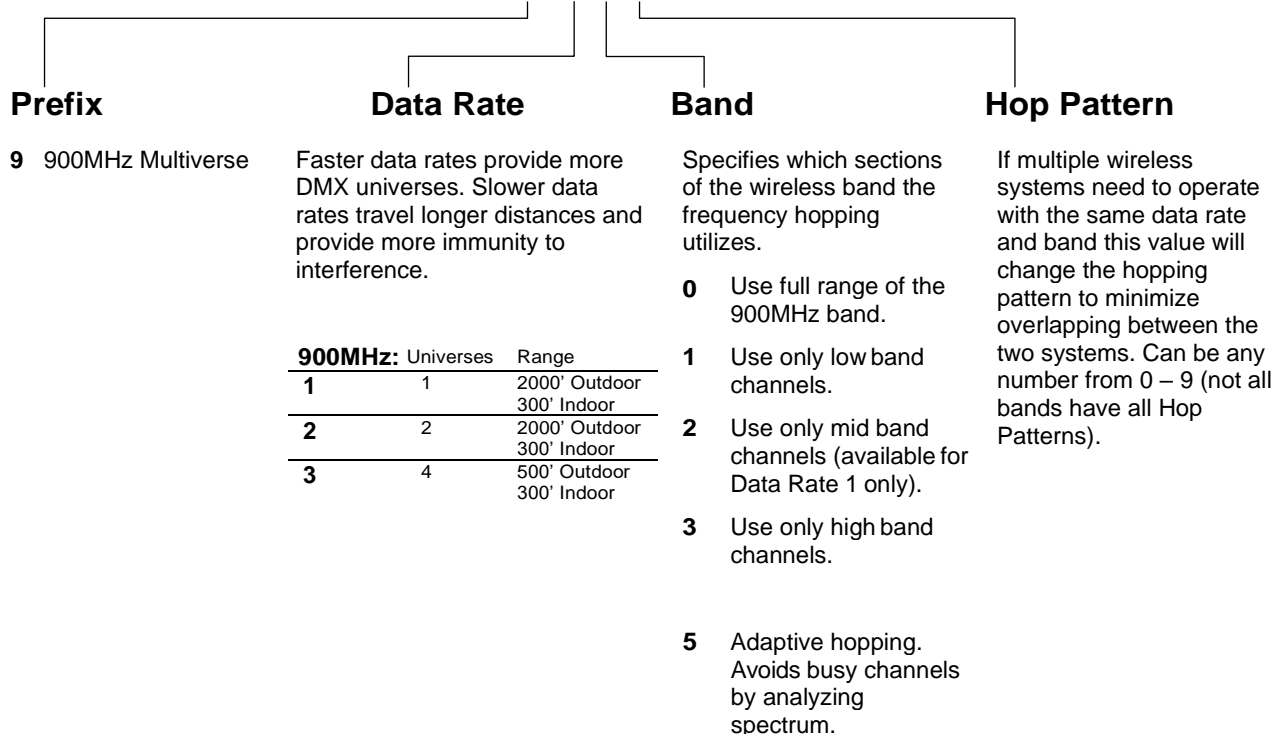 Prefix
9 900MHz Multiverse
Data Rate
Faster data rates provide more
DMX universes. Slower data
rates travel longer distances and
provide more immunity to
interference.
900MHz: Universes Range
1 1 2000’ Outdoor
300’ Indoor
2 2 2000’ Outdoor
300’ Indoor
3 4 500’ Outdoor
300’ Indoor
Band
Specifies which sections
of the wireless band the
frequency hopping
utilizes.
0 Use full range of the
900MHz band.
1 Use only low band
channels.
2 Use only mid band
channels (available for
Data Rate 1 only).
3 Use only high band
channels.
5 Adaptive hopping.
Avoids busy channels
by analyzing
spectrum.
Hop Pattern
If multiple wireless
systems need to operate
with the same data rate
and band this value will
change the hopping
pattern to minimize
overlapping between the
two systems. Can be any
number from 0 – 9 (not all
bands have all Hop
Patterns).